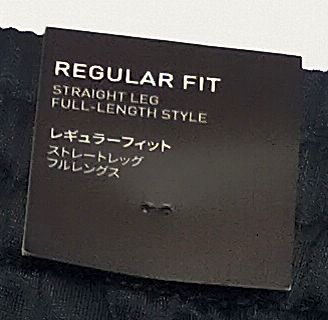 REGULAR FIT
STRAIGHT LEG
FULL-LENGTH STYLE
レギュラーフィット
ストレートレッグ
フルレングス